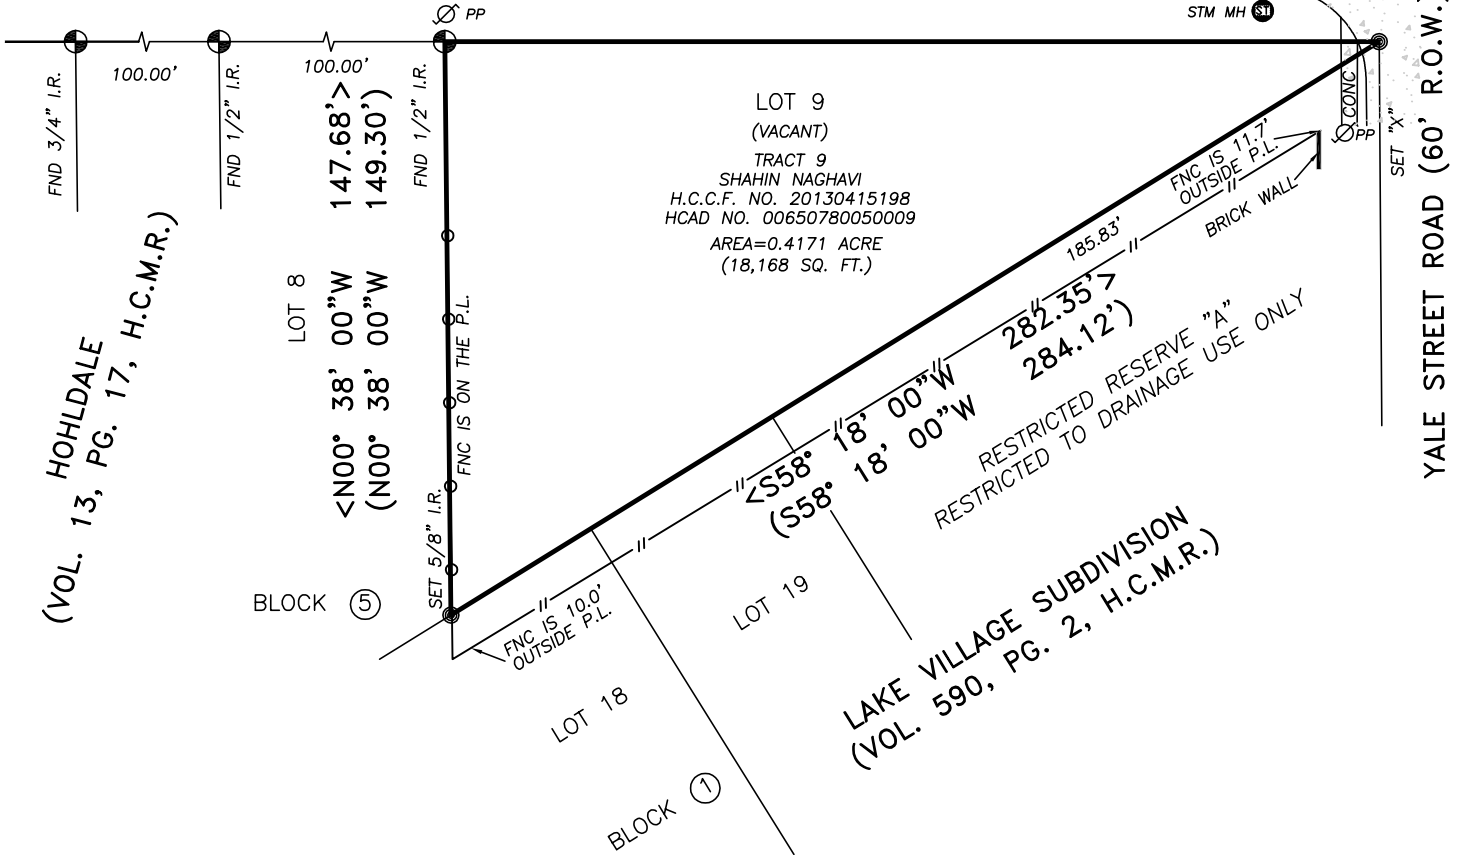 PP
STM MH ST
100.00'
100.00'
FND 3/4" I.R.
FND 1/2" I.R.
147.68'>
149.30')
FND 1/2" I.R.
LOT 9
(VACANT)
TRACT 9
SHAHIN NAGHAVI
H.C.C.F. NO. 20130415198
HCAD NO. 00650780050009
AREA=0.4171 ACRE
(18,168 SQ. FT.)
CONC
PP
SET "X"
YALE STREET ROAD (60' R.O.W.)
FNC IS 11.7'
OUTSIDE P.L.
BRICK WALL
185.83'
HOHLDALE
(VOL. 13, PG. 17, H.C.M.R.)
LOT 8
<N00° 38' 00"W
(N00° 38' 00"W
FNC IS ON THE P.L.
SET 5/8" I.R.
<S58° 18' 00"W 282.35'>
(S58° 18' 00"W 284.12')
RESTRICTED RESERVE "A"
RESTRICTED TO DRAINAGE USE ONLY
BLOCK 5
FNC IS 10.0'
OUTSIDE P.L.
LOT 19
LOT 18
LAKE VILLAGE SUBDIVISION
(VOL. 590, PG. 2, H.C.M.R.)
BLOCK 1